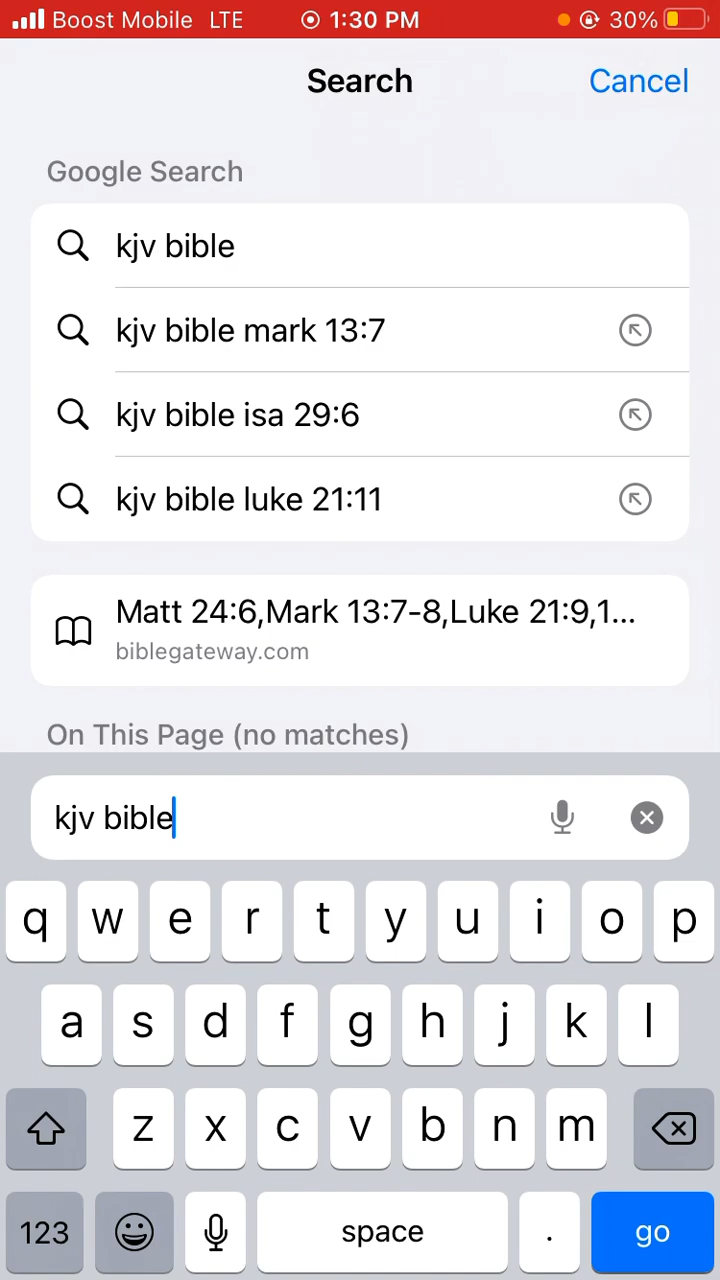 Boost Mobile LTE 1:30 PM 30%
Search Cancel
Google Search
kjv bible
kjv bible mark 13:7
kjv bible isa 29:6
kjv bible luke 21:11
Matt 24:6,Mark 13:7-8,Luke 21:9,1...
biblegateway.com
On This Page (no matches)
kjv bible
q w e r t y u i o p
a s d f g h j k l
z x c v b n m
123 space . go